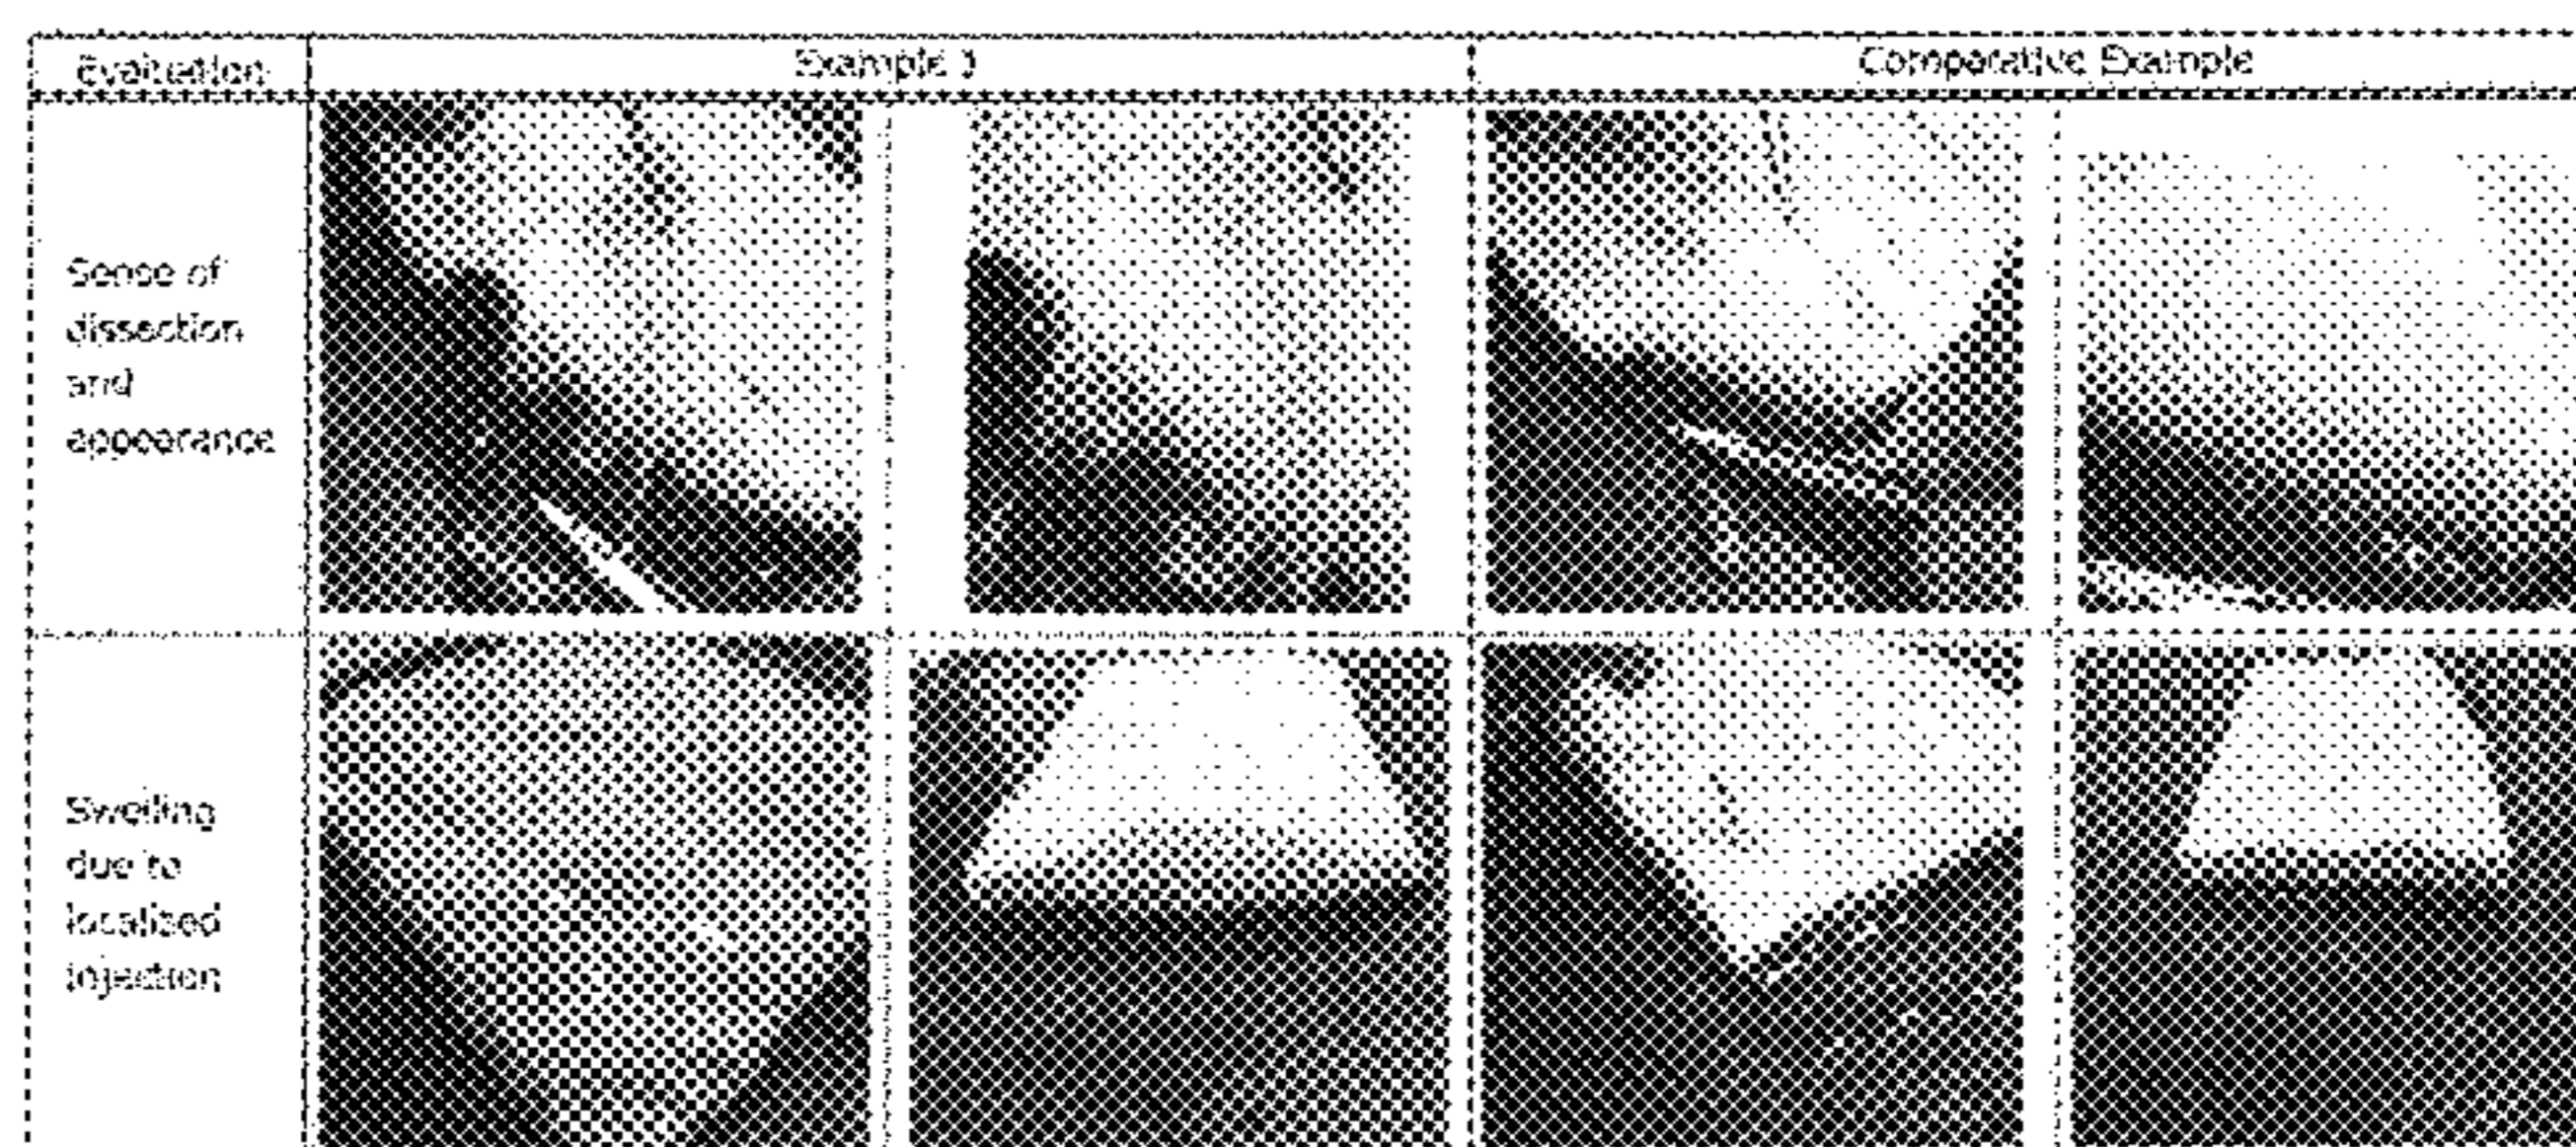 Evaluation
Example 1
Comparative Example
Sense of
dissection
and
appearance
Swelling
due to
localized
injection